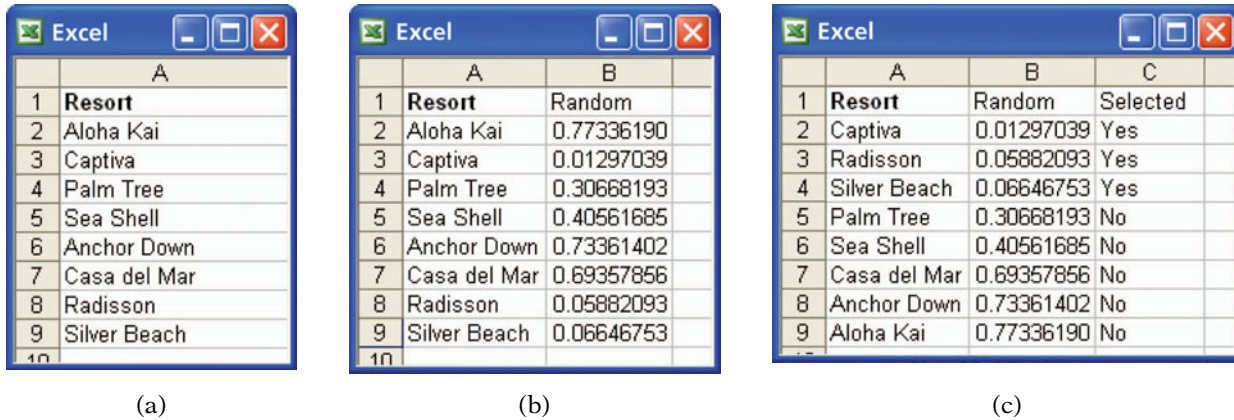 Excel
A
1 Resort
2 Aloha Kai
3 Captiva
4 Palm Tree
5 Sea Shell
6 Anchor Down
7 Casa del Mar
8 Radisson
9 Silver Beach
10
(a)
Excel
A B
1 Resort Random
2 Aloha Kai 0.77336190
3 Captiva 0.01297039
4 Palm Tree 0.30668193
5 Sea Shell 0.40561685
6 Anchor Down 0.73361402
7 Casa del Mar 0.69357856
8 Radisson 0.05882093
9 Silver Beach 0.06646753
10
(b)
Excel
A B C
1 Resort Random Selected
2 Captiva 0.01297039 Yes
3 Radisson 0.05882093 Yes
4 Silver Beach 0.06646753 Yes
5 Palm Tree 0.30668193 No
6 Sea Shell 0.40561685 No
7 Casa del Mar 0.69357856 No
8 Anchor Down 0.73361402 No
9 Aloha Kai 0.77336190 No
(c)